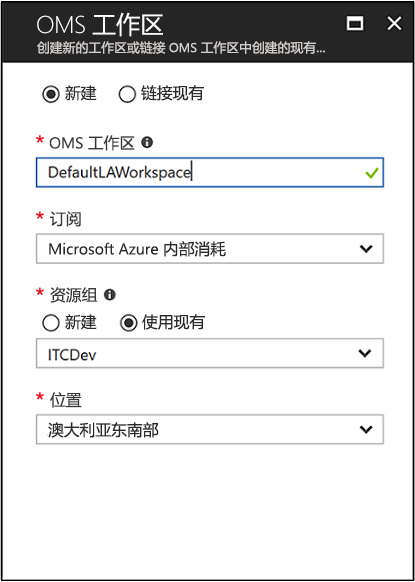 OMS 工作区
创建新的工作区或链接 OMS 工作区中创建的现有...
新建 链接现有
* OMS 工作区
DefaultLAWorkspace
* 订阅
Microsoft Azure 内部消耗
* 资源组
新建 使用现有
ITCDev
* 位置
澳大利亚东南部